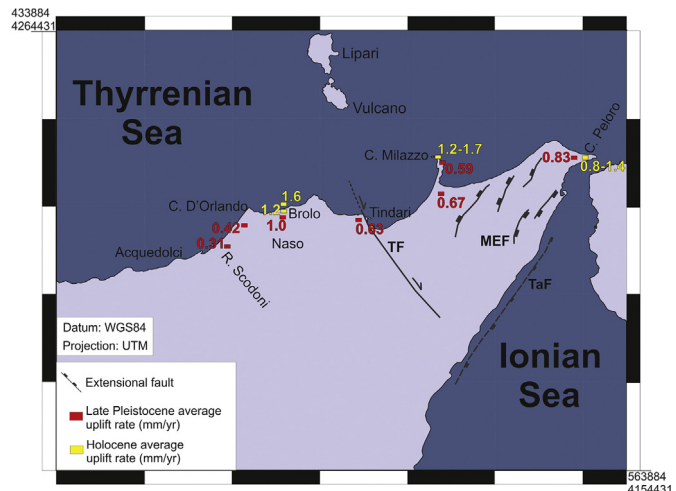 433884
4264431
Lipari
Thyrrenian
Sea
Vulcano
C. Peloro
C. Milazzo
1.2-1.7
0.59
0.83
0.8-1.4
1.6
0.67
C. D'Orlando
1.2
Brolo
Tindari
0.42
1.0
0.03
MEF
0.31
Naso
TF
Acquedolci
R. Scodoni
TaF
Datum: WGS84
Projection: UTM
Ionian
Sea
Extensional fault
Late Pleistocene average
uplift rate (mm/yr)
Holocene average
uplift rate (mm/yr)
563884
4154431